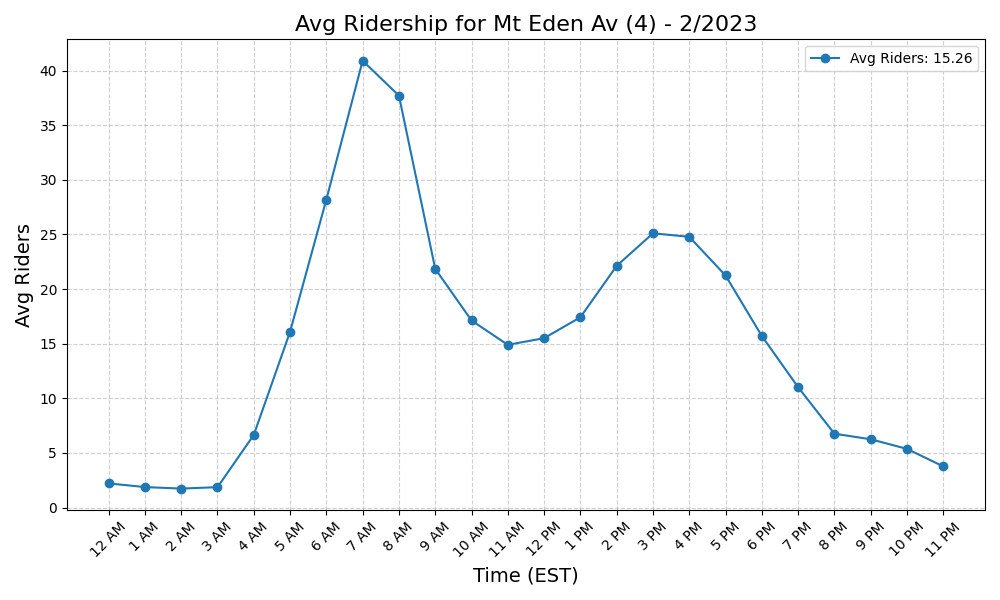 Avg Ridership for Mt Eden Av (4) - 2/2023
Avg Riders: 15.26
Avg Riders
40
35
30
25
20
15
10
5
0
12 AM
1 AM
2 AM
3 AM
4 AM
5 AM
6 AM
7 AM
8 AM
9 AM
10 AM
11 AM
12 PM
1 PM
2 PM
3 PM
4 PM
5 PM
6 PM
7 PM
8 PM
9 PM
10 PM
11 PM
Time (EST)